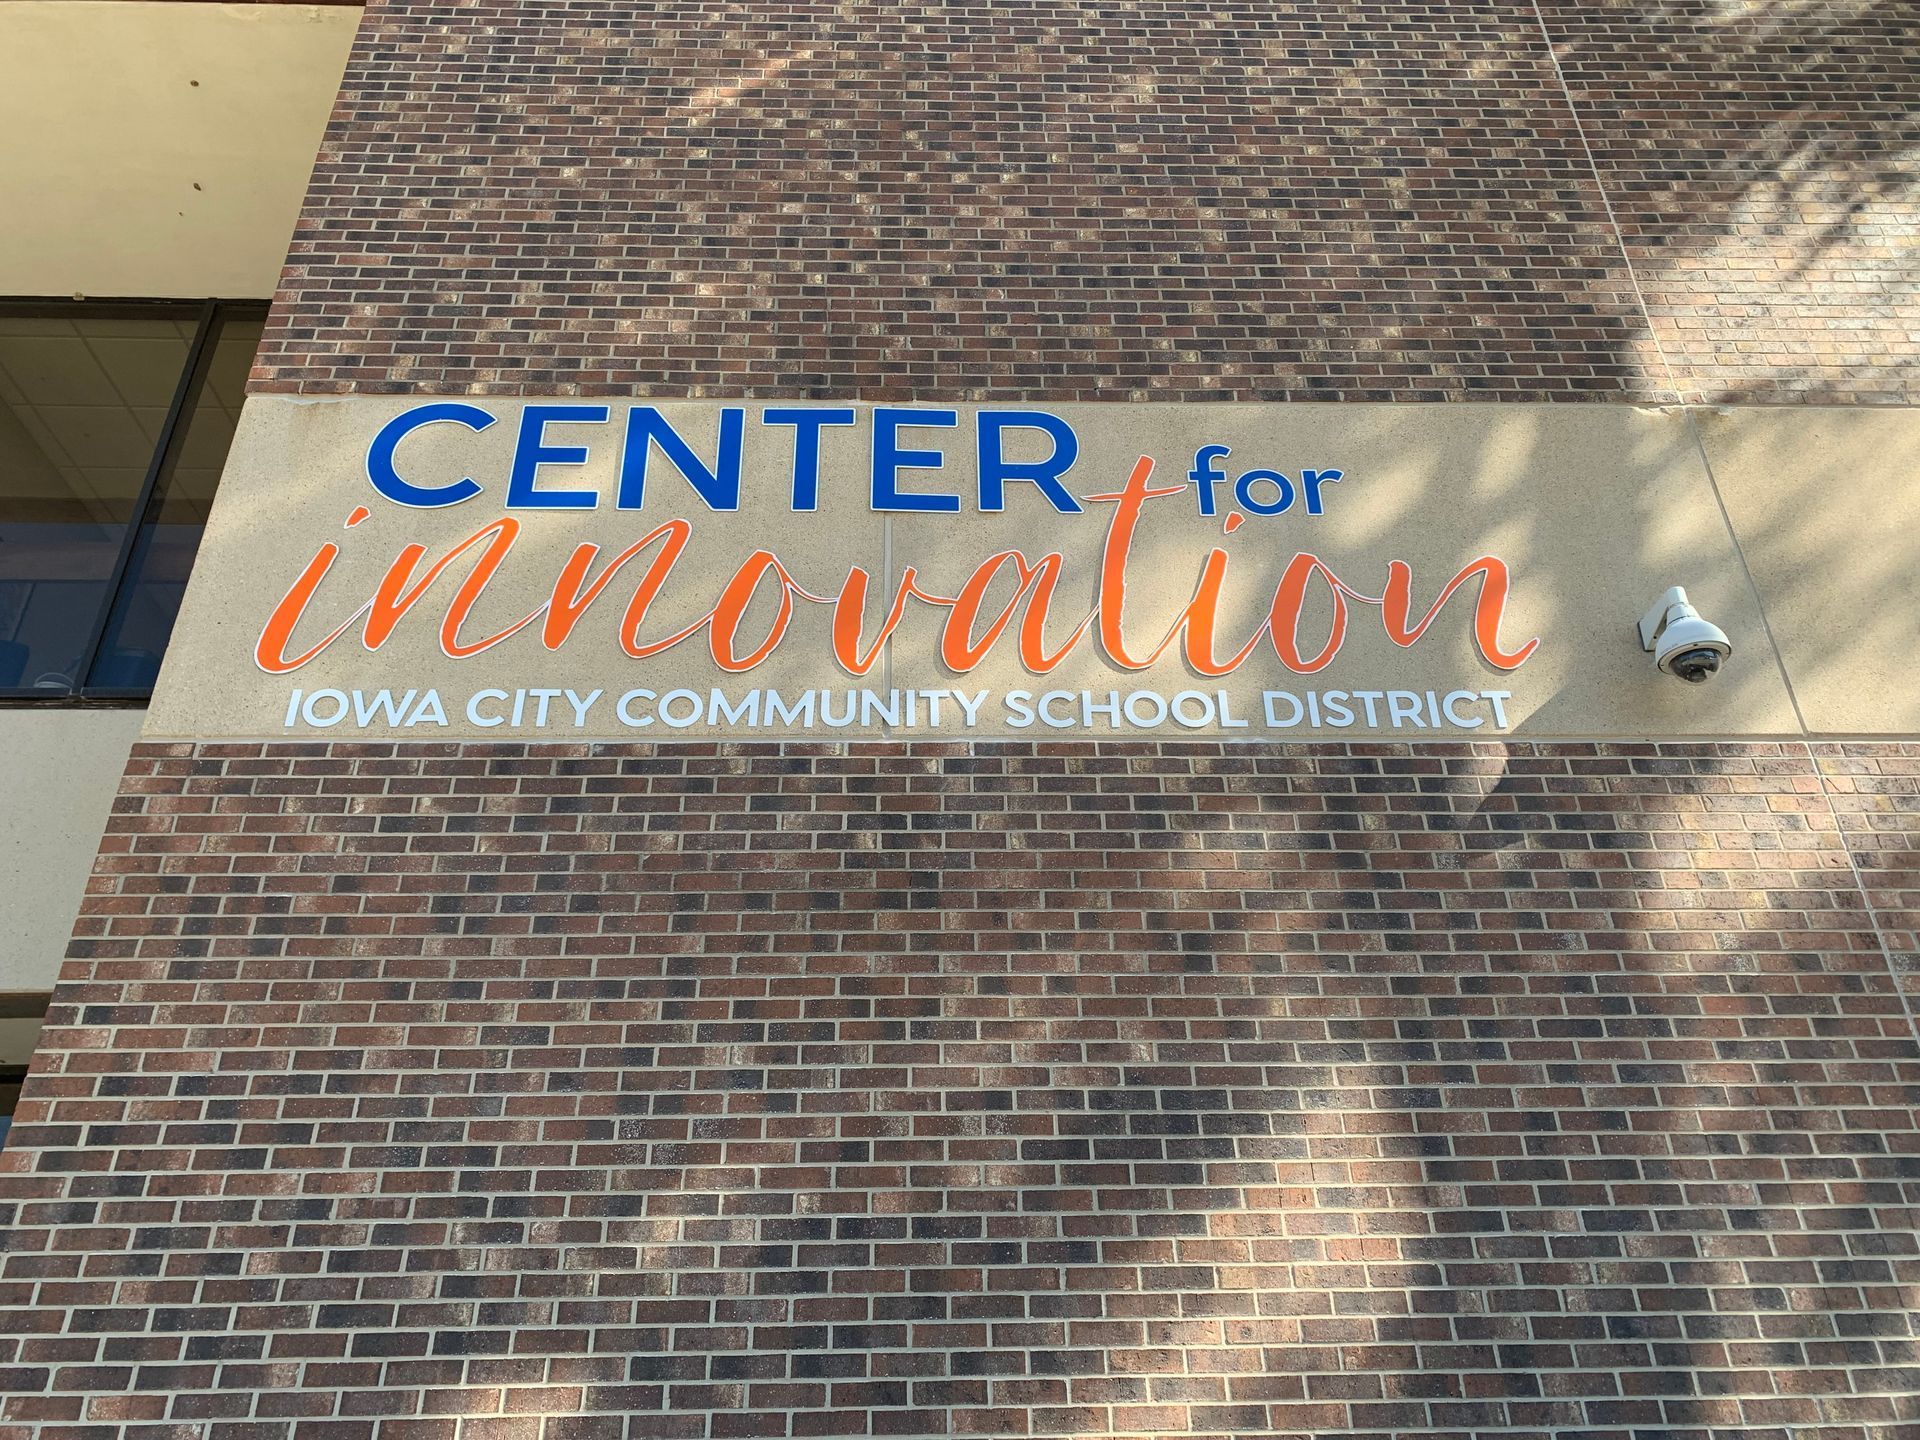 CENTER for
innovation
IOWA CITY COMMUNITY SCHOOL DISTRICT